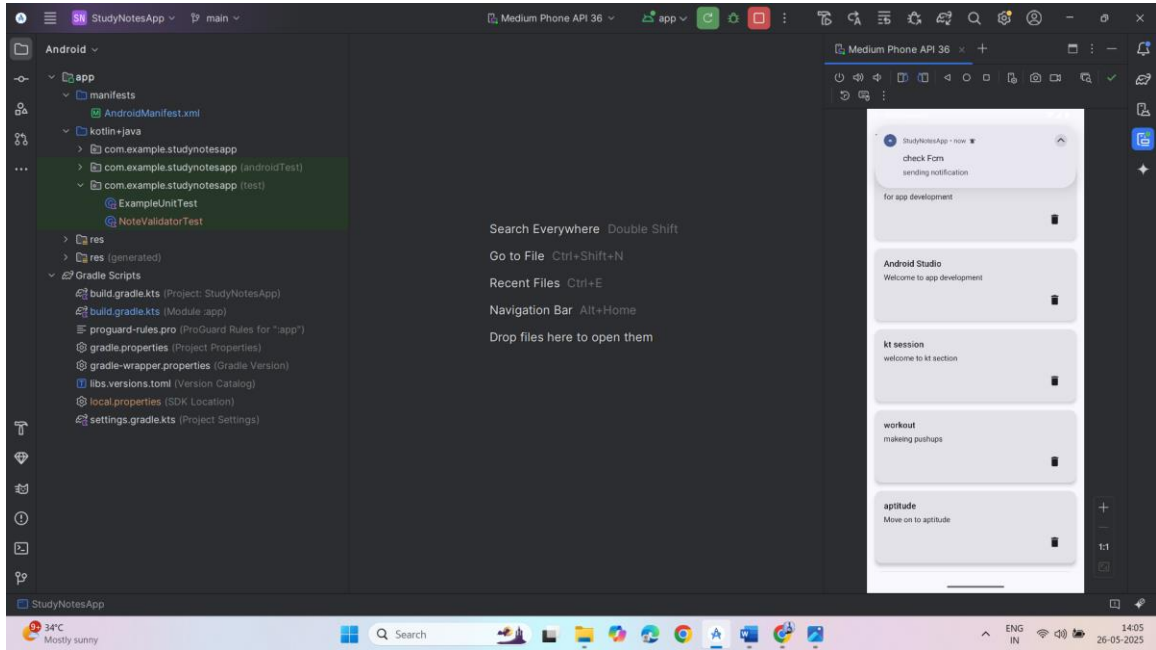 SN StudyNotesApp main Medium Phone API 36 app
Android
Medium Phone API 36
app
manifests
AndroidManifest.xml
kotlin+java
com.example.studynotesapp
com.example.studynotesapp (androidTest)
com.example.studynotesapp (test)
ExampleUnitTest
NoteValidatorTest
res
res (generated)
Gradle Scripts
build.gradle.kts (Project: StudyNotesApp)
build.gradle.kts (Module :app)
proguard-rules.pro (ProGuard Rules for ":app")
gradle.properties (Project Properties)
gradle-wrapper.properties (Gradle Version)
libs.versions.toml (Version Catalog)
local.properties (SDK Location)
settings.gradle.kts (Project Settings)
Search Everywhere Double Shift
Go to File Ctrl+Shift+N
Recent Files Ctrl+E
Navigation Bar Alt+Home
Drop files here to open them
StudyNotesApp • now
check Fcm
sending notification
for app development
Android Studio
Welcome to app development
kt session
welcome to kt section
workout
makeing pushups
aptitude
Move on to aptitude
1:1
StudyNotesApp
34°C
Mostly sunny
Search
ENG
IN
14:05
26-05-2025